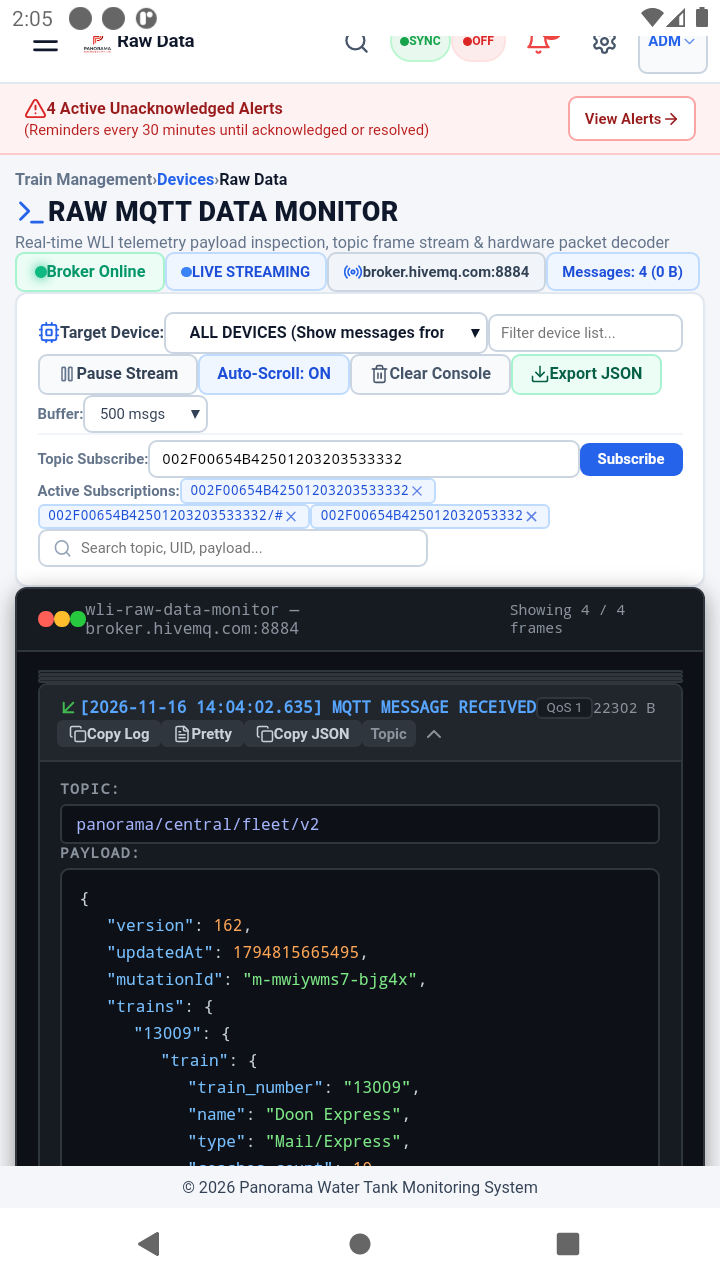 2:05
PANORAMA
Raw Data
SYNC
OFF
ADM
4 Active Unacknowledged Alerts
(Reminders every 30 minutes until acknowledged or resolved)
View Alerts →
Train Management›Devices›Raw Data
RAW MQTT DATA MONITOR
Real-time WLI telemetry payload inspection, topic frame stream & hardware packet decoder
Broker Online
LIVE STREAMING
broker.hivemq.com:8884
Messages: 4 (0 B)
Target Device:
ALL DEVICES (Show messages from
Filter device list...
Pause Stream
Auto-Scroll: ON
Clear Console
Export JSON
Buffer:
500 msgs
Topic Subscribe:
002F00654B42501203203533332
Subscribe
Active Subscriptions:
002F00654B42501203203533332
002F00654B42501203203533332/#
002F00654B425012032053332
Search topic, UID, payload...
wli-raw-data-monitor —
broker.hivemq.com:8884
Showing 4 / 4
frames
[2026-11-16 14:04:02.635] MQTT MESSAGE RECEIVED
QoS 1
22302 B
Copy Log
Pretty
Copy JSON
Topic
TOPIC:
panorama/central/fleet/v2
PAYLOAD:
{
"version": 162,
"updatedAt": 1794815665495,
"mutationId": "m-mwiywms7-bjg4x",
"trains": {
"13009": {
"train": {
"train_number": "13009",
"name": "Doon Express",
"type": "Mail/Express",
© 2026 Panorama Water Tank Monitoring System